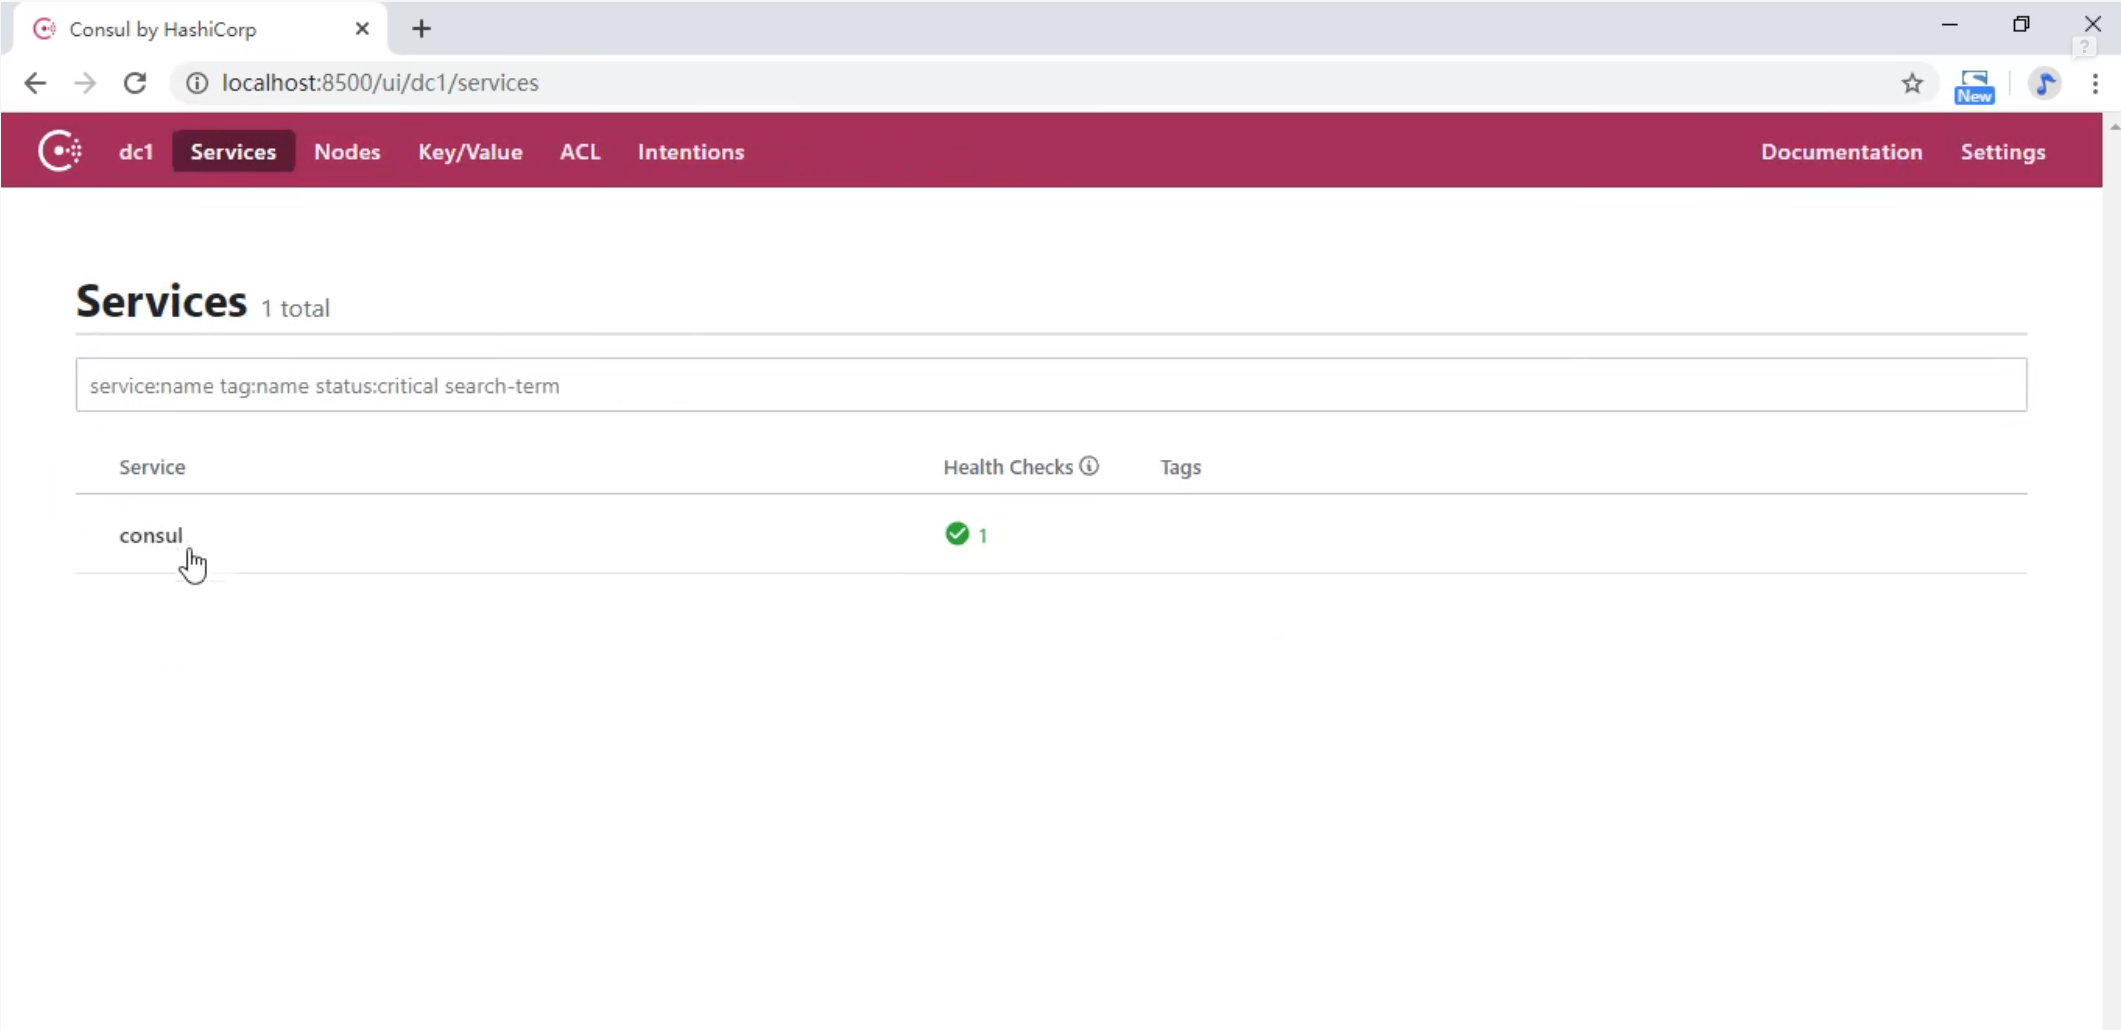 Consul by HashiCorp
?
localhost:8500/ui/dc1/services
New
dc1 Services Nodes Key/Value ACL Intentions Documentation Settings
Services 1 total
service:name tag:name status:critical search-term
Service Health Checks Tags
consul 1